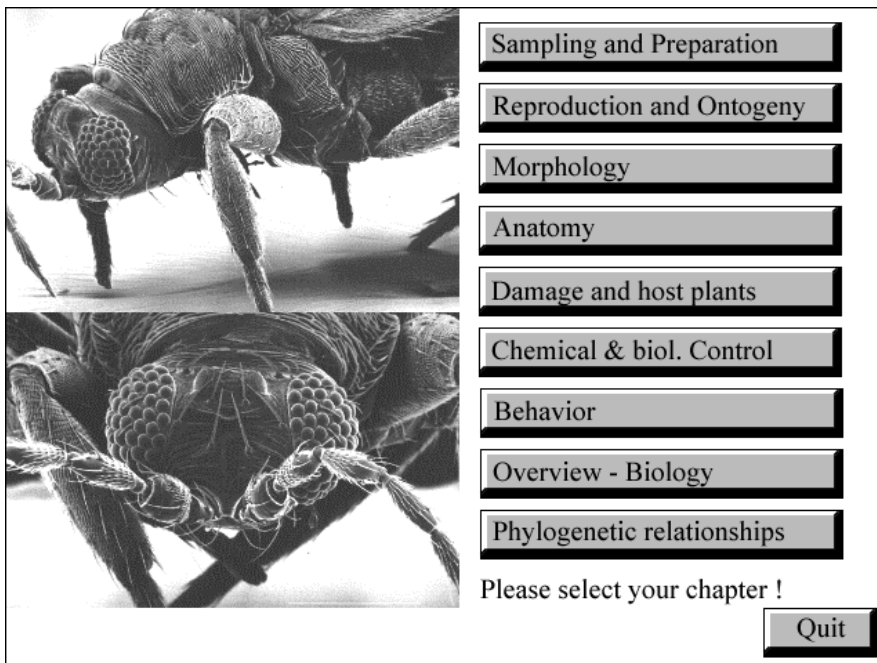 Sampling and Preparation
Reproduction and Ontogeny
Morphology
Anatomy
Damage and host plants
Chemical & biol. Control
Behavior
Overview - Biology
Phylogenetic relationships
Please select your chapter !
Quit